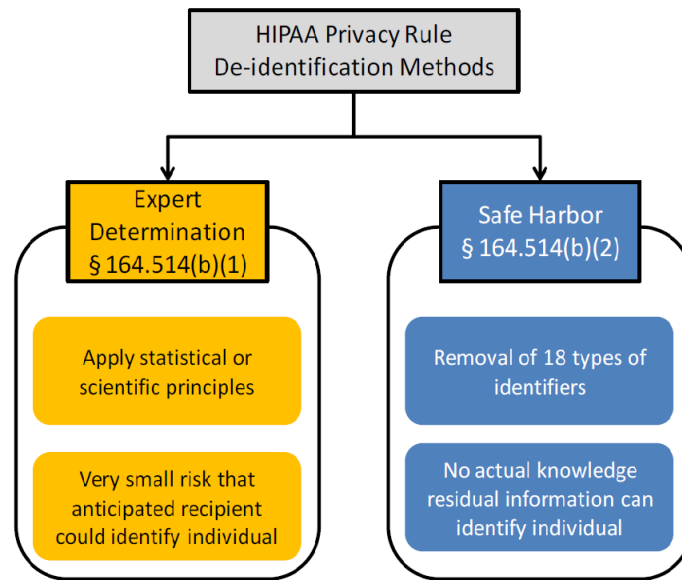 HIPAA Privacy Rule
De-identification Methods
Expert
Determination
§ 164.514(b)(1)
Apply statistical or
scientific principles
Very small risk that
anticipated recipient
could identify individual
Safe Harbor
§ 164.514(b)(2)
Removal of 18 types of
identifiers
No actual knowledge
residual information can
identify individual